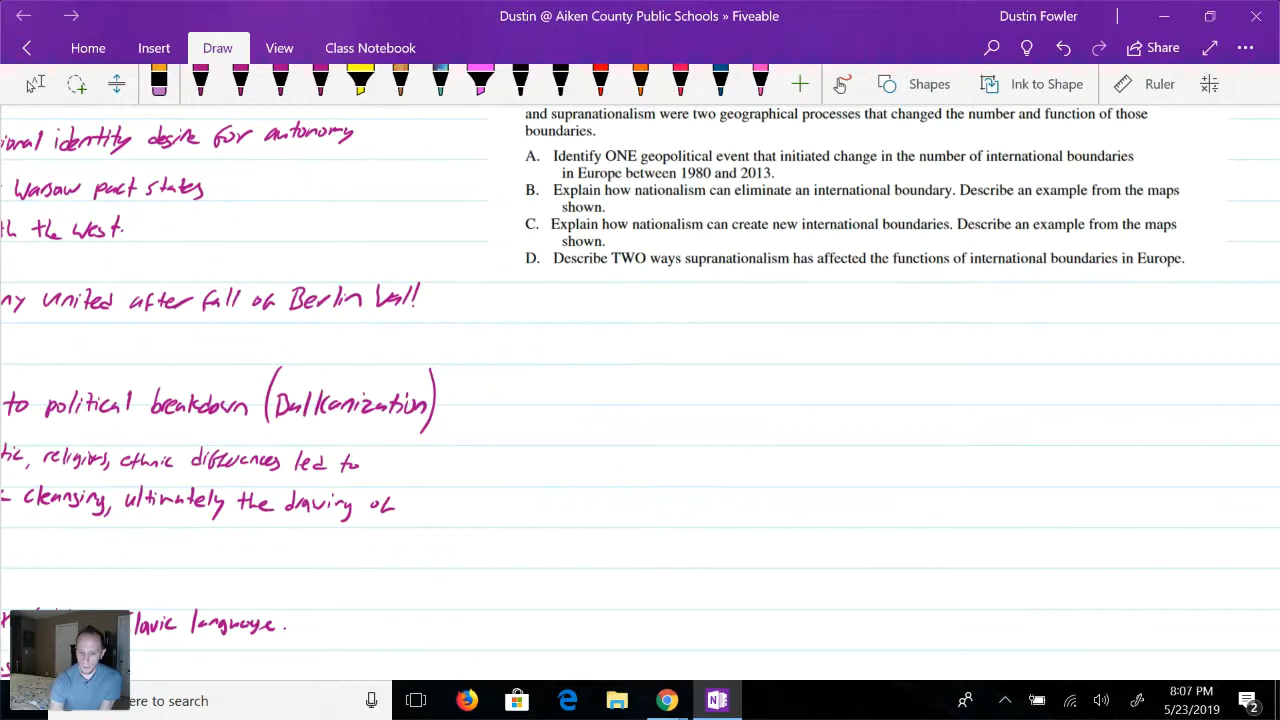 Dustin @ Aiken County Public Schools » Fiveable
Dustin Fowler
Home Insert Draw View Class Notebook
Share
Shapes
Ink to Shape
Ruler
and supranationalism were two geographical processes that changed the number and function of those
boundaries.
A. Identify ONE geopolitical event that initiated change in the number of international boundaries
in Europe between 1980 and 2013.
B. Explain how nationalism can eliminate an international boundary. Describe an example from the maps
shown.
C. Explain how nationalism can create new international boundaries. Describe an example from the maps
shown.
D. Describe TWO ways supranationalism has affected the functions of international boundaries in Europe.
ional identity desire for autonomy
Warsaw pact states
th the west.
ny united after fall of Berlin Wall
to political breakdown (Balkanization)
tic, religious, ethnic differences led to
cleansing, ultimately the drawing of
lavic language.
ere to search
8:07 PM
5/23/2019
2